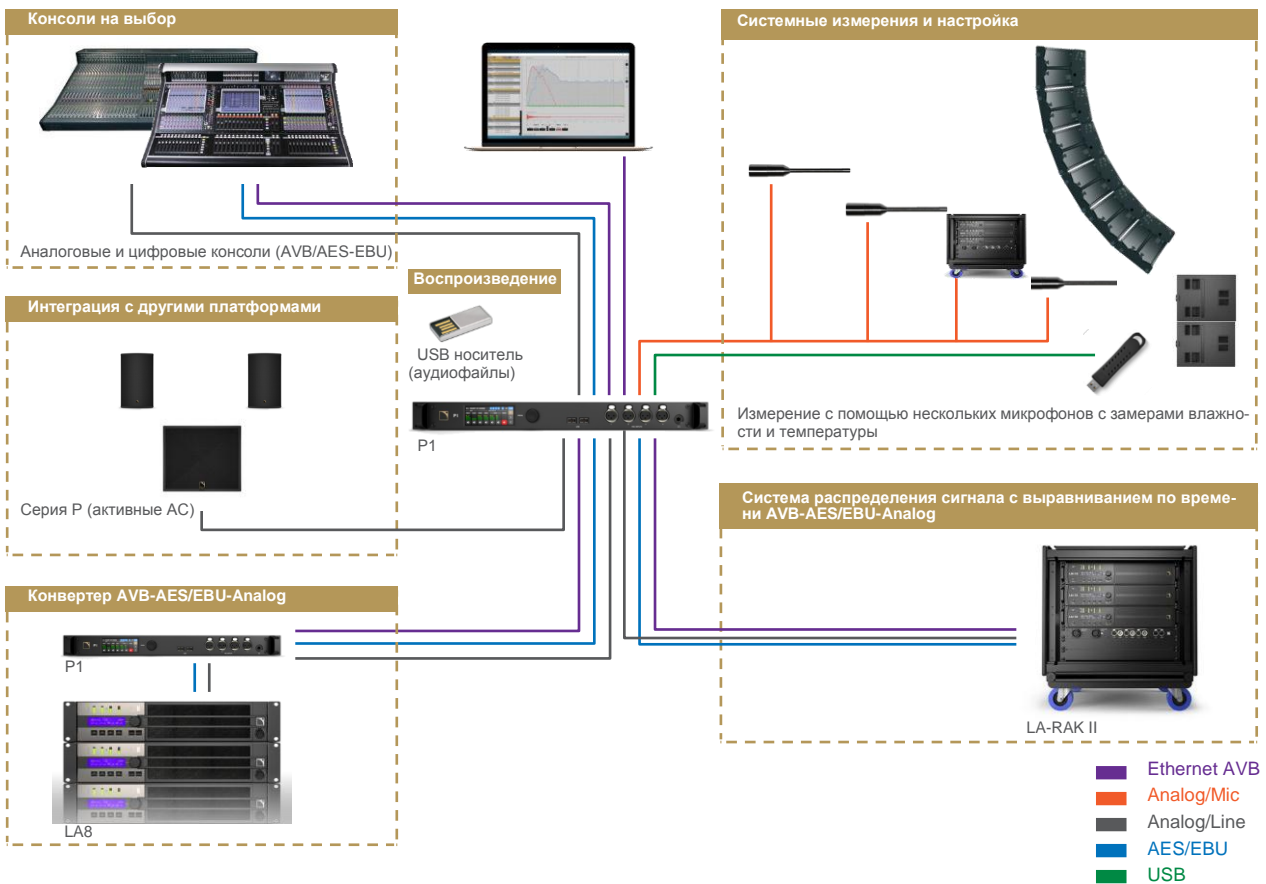 Консоли на выбор
Аналоговые и цифровые консоли (AVB/AES-EBU)
Интеграция с другими платформами
Серия P (активные АС)
Конвертер AVB-AES/EBU-Analog
P1
LA8
Воспроизведение
USB носитель
(аудиофайлы)
P1
P1
Системные измерения и настройка
Измерение с помощью нескольких микрофонов с замерами влажно-
сти и температуры
Система распределения сигнала с выравниванием по време-
ни AVB-AES/EBU-Analog
LA-RAK II
Ethernet AVB
Analog/Mic
Analog/Line
AES/EBU
USB